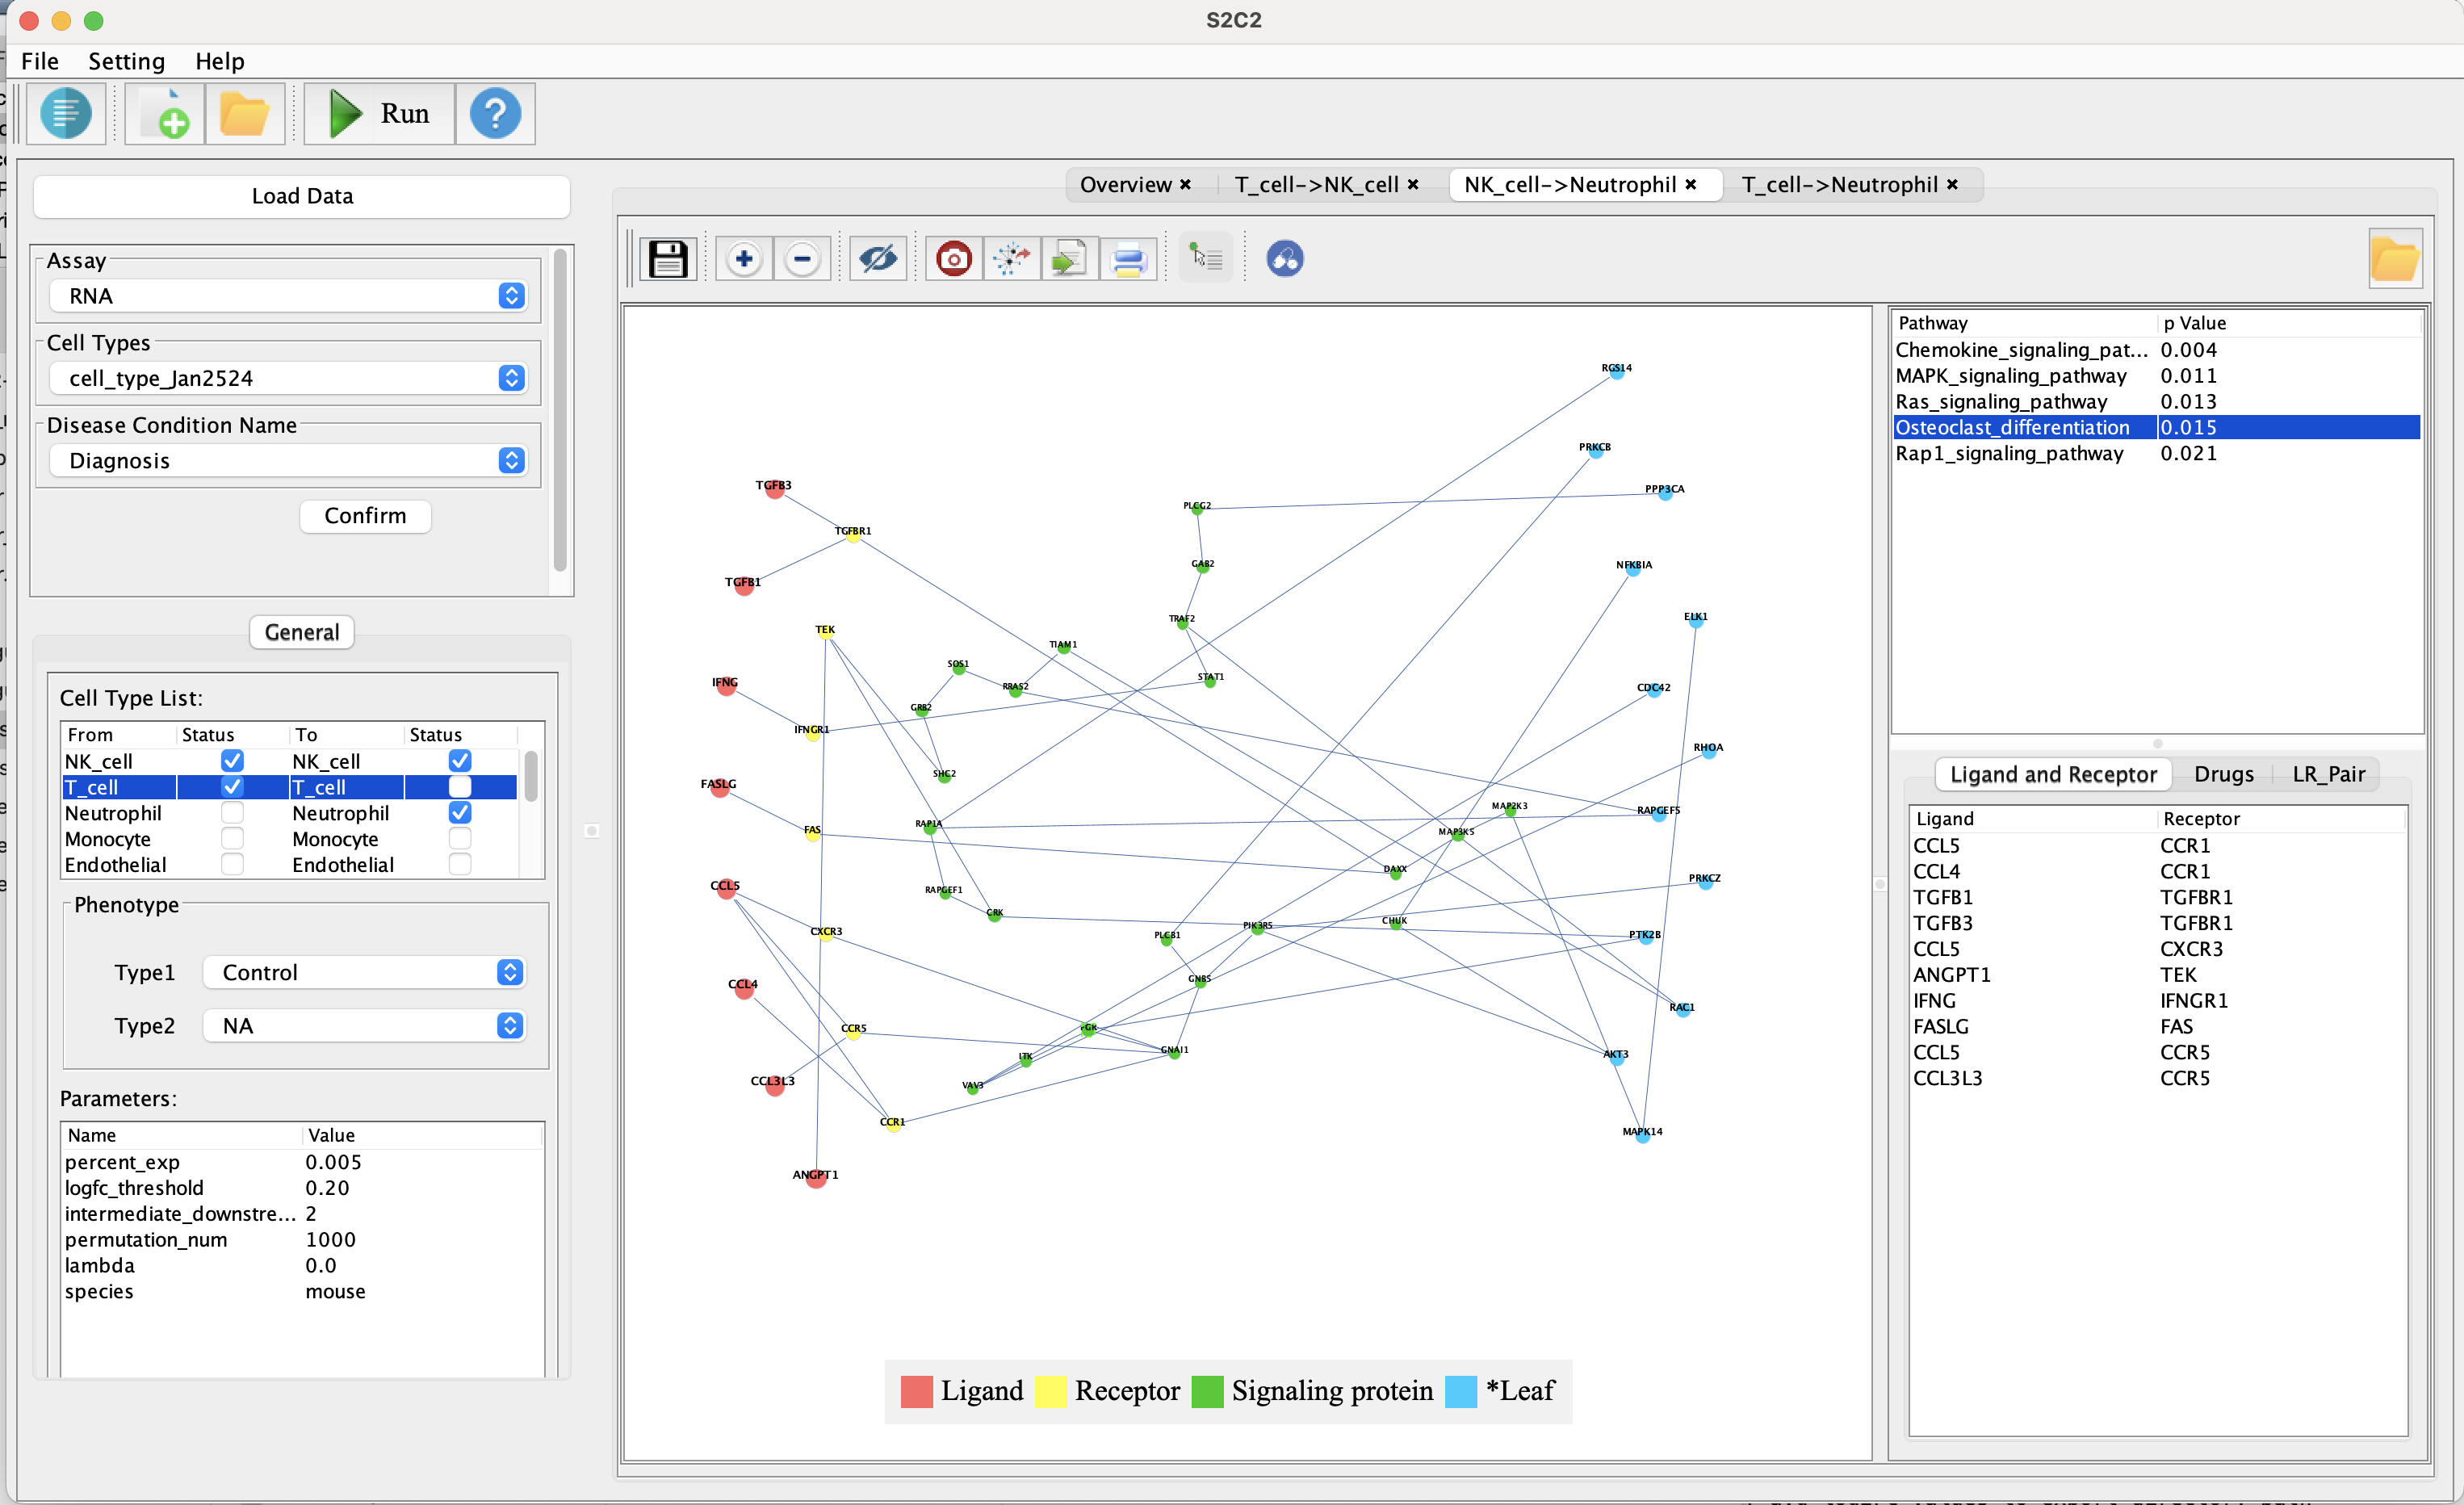 S2C2
File Setting Help
Run
Load Data
Assay
RNA
Cell Types
cell_type_Jan2524
Disease Condition Name
Diagnosis
Confirm
General
Cell Type List:
From Status To Status
NK_cell NK_cell
T_cell T_cell
Neutrophil Neutrophil
Monocyte Monocyte
Endothelial Endothelial
Phenotype
Type1 Control
Type2 NA
Parameters:
Name Value
percent_exp 0.005
logfc_threshold 0.20
intermediate_downstre... 2
permutation_num 1000
lambda 0.0
species mouse
Overview × T_cell->NK_cell × NK_cell->Neutrophil × T_cell->Neutrophil ×
RGS14
PRKCB
TGFB3
PPP3CA
PLCG2
TGFBR1
GAB2
NFKBIA
TGFB1
TRAF2
ELK1
TEK
TIAM1
SOS1
STAT1
IFNG
RRAS2
CDC42
GRB2
IFNGR1
RHOA
SHC2
FASLG
MAP2K3
RAPGEF5
RAP1A
FAS
MAP3K5
DAXX
PRKCZ
CCL5
RAPGEF1
CRK
CHUK
PIK3R5
CXCR3
PLCB1
PTK2B
GNB5
CCL4
RAC1
FGR
CCR5
GNAI1
ITK
AKT3
CCL3L3
VAV3
CCR1
MAPK14
ANGPT1
Ligand Receptor Signaling protein *Leaf
Pathway p Value
Chemokine_signaling_pat... 0.004
MAPK_signaling_pathway 0.011
Ras_signaling_pathway 0.013
Osteoclast_differentiation 0.015
Rap1_signaling_pathway 0.021
Ligand and Receptor Drugs LR_Pair
Ligand Receptor
CCL5 CCR1
CCL4 CCR1
TGFB1 TGFBR1
TGFB3 TGFBR1
CCL5 CXCR3
ANGPT1 TEK
IFNG IFNGR1
FASLG FAS
CCL5 CCR5
CCL3L3 CCR5